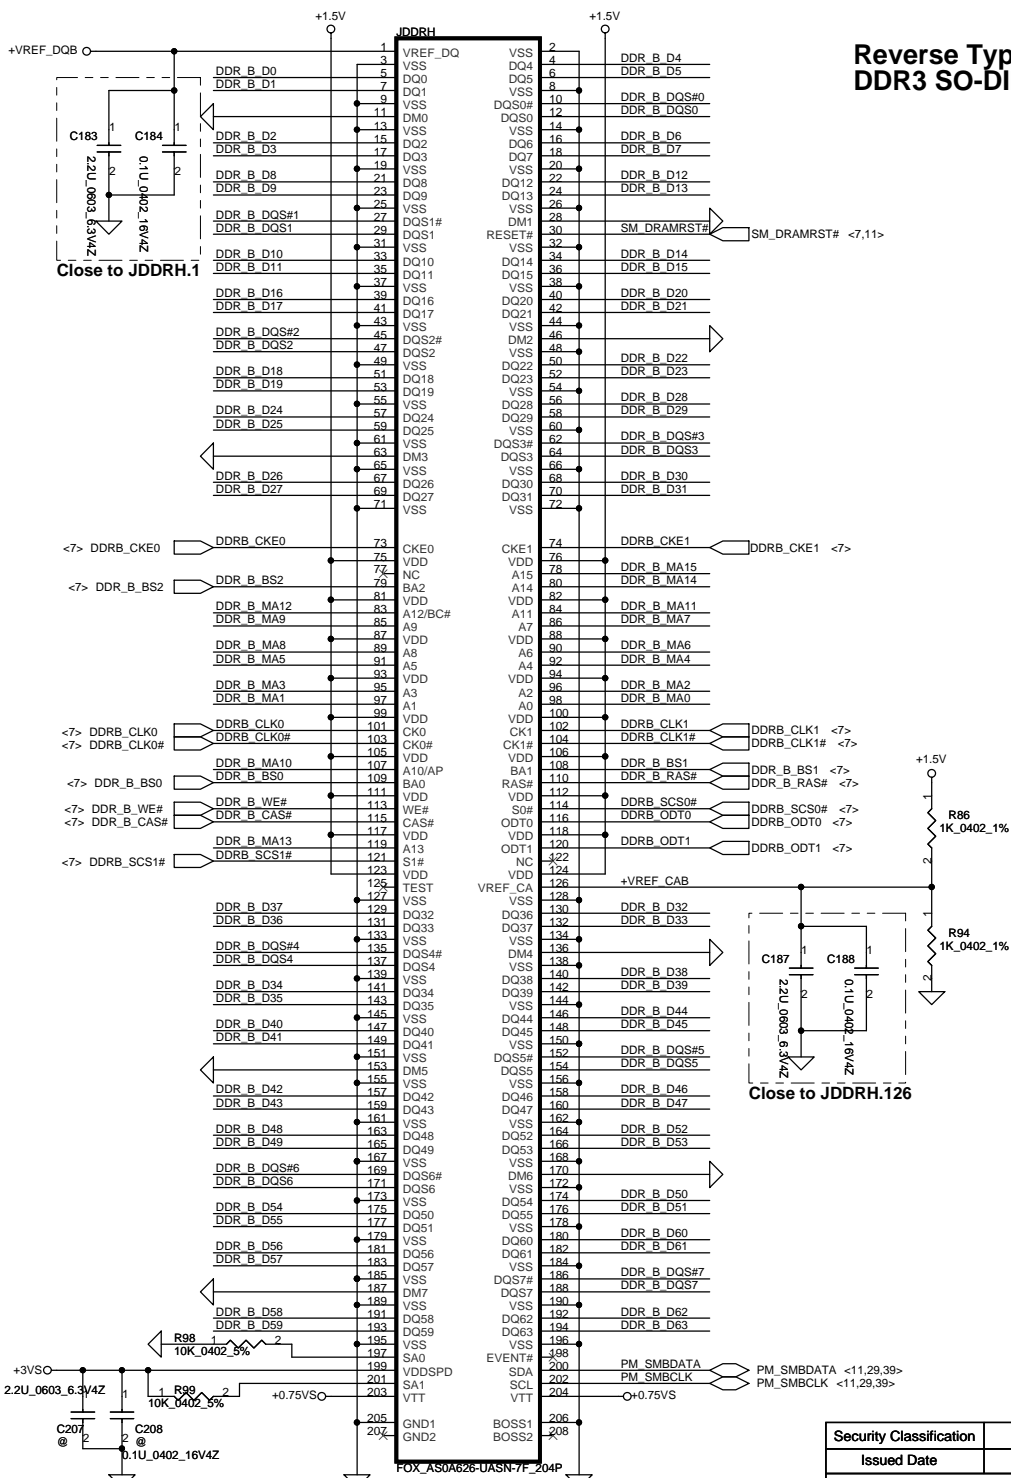 +1.5V
+1.5V
JDDRH
+VREF_DQB
Reverse Typ
DDR3 SO-DI
1 VREF_DQ VSS 2
3 VSS DQ4 4 DDR_B_D4
DDR_B_D0 5 DQ0 DQ5 6 DDR_B_D5
DDR_B_D1 7 DQ1 VSS 8
9 VSS DQS0# 10 DDR_B_DQS#0
11 DM0 DQS0 12 DDR_B_DQS0
13 VSS VSS 14
DDR_B_D2 15 DQ2 DQ6 16 DDR_B_D6
DDR_B_D3 17 DQ3 DQ7 18 DDR_B_D7
19 VSS VSS 20
DDR_B_D8 21 DQ8 DQ12 22 DDR_B_D12
DDR_B_D9 23 DQ9 DQ13 24 DDR_B_D13
25 VSS VSS 26
DDR_B_DQS#1 27 DQS1# DM1 28
DDR_B_DQS1 29 DQS1 RESET# 30 SM_DRAMRST# SM_DRAMRST# <7,11>
31 VSS VSS 32
DDR_B_D10 33 DQ10 DQ14 34 DDR_B_D14
DDR_B_D11 35 DQ11 DQ15 36 DDR_B_D15
37 VSS VSS 38
DDR_B_D16 39 DQ16 DQ20 40 DDR_B_D20
DDR_B_D17 41 DQ17 DQ21 42 DDR_B_D21
43 VSS VSS 44
DDR_B_DQS#2 45 DQS2# DM2 46
DDR_B_DQS2 47 DQS2 VSS 48
49 VSS DQ22 50 DDR_B_D22
DDR_B_D18 51 DQ18 DQ23 52 DDR_B_D23
DDR_B_D19 53 DQ19 VSS 54
55 VSS DQ28 56 DDR_B_D28
DDR_B_D24 57 DQ24 DQ29 58 DDR_B_D29
DDR_B_D25 59 DQ25 VSS 60
61 VSS DQS3# 62 DDR_B_DQS#3
63 DM3 DQS3 64 DDR_B_DQS3
65 VSS VSS 66
DDR_B_D26 67 DQ26 DQ30 68 DDR_B_D30
DDR_B_D27 69 DQ27 DQ31 70 DDR_B_D31
71 VSS VSS 72
C183 1 2 2.2U_0603_6.3V4Z
C184 1 2 0.1U_0402_16V4Z
Close to JDDRH.1
<7> DDRB_CKE0 DDRB_CKE0 73 CKE0 CKE1 74 DDRB_CKE1 DDRB_CKE1 <7>
75 VDD VDD 76
77 NC A15 78 DDR_B_MA15
<7> DDR_B_BS2 DDR_B_BS2 79 BA2 A14 80 DDR_B_MA14
81 VDD VDD 82
DDR_B_MA12 83 A12/BC# A11 84 DDR_B_MA11
DDR_B_MA9 85 A9 A7 86 DDR_B_MA7
87 VDD VDD 88
DDR_B_MA8 89 A8 A6 90 DDR_B_MA6
DDR_B_MA5 91 A5 A4 92 DDR_B_MA4
93 VDD VDD 94
DDR_B_MA3 95 A3 A2 96 DDR_B_MA2
DDR_B_MA1 97 A1 A0 98 DDR_B_MA0
99 VDD VDD 100
<7> DDRB_CLK0 DDRB_CLK0 101 CK0 CK1 102 DDRB_CLK1 DDRB_CLK1 <7>
<7> DDRB_CLK0# DDRB_CLK0# 103 CK0# CK1# 104 DDRB_CLK1# DDRB_CLK1# <7>
105 VDD VDD 106
DDR_B_MA10 107 A10/AP BA1 108 DDR_B_BS1 DDR_B_BS1 <7>
<7> DDR_B_BS0 DDR_B_BS0 109 BA0 RAS# 110 DDR_B_RAS# DDR_B_RAS# <7>
111 VDD VDD 112
<7> DDR_B_WE# DDR_B_WE# 113 WE# S0# 114 DDRB_SCS0# DDRB_SCS0# <7>
<7> DDR_B_CAS# DDR_B_CAS# 115 CAS# ODT0 116 DDRB_ODT0 DDRB_ODT0 <7>
117 VDD VDD 118
DDR_B_MA13 119 A13 ODT1 120 DDRB_ODT1 DDRB_ODT1 <7>
<7> DDRB_SCS1# DDRB_SCS1# 121 S1# NC 122
123 VDD VDD 124
125 TEST VREF_CA 126 +VREF_CAB
127 VSS VSS 128
DDR_B_D37 129 DQ32 DQ36 130 DDR_B_D32
DDR_B_D36 131 DQ33 DQ37 132 DDR_B_D33
133 VSS VSS 134
DDR_B_DQS#4 135 DQS4# DM4 136
DDR_B_DQS4 137 DQS4 VSS 138
139 VSS DQ38 140 DDR_B_D38
DDR_B_D34 141 DQ34 DQ39 142 DDR_B_D39
DDR_B_D35 143 DQ35 VSS 144
145 VSS DQ44 146 DDR_B_D44
DDR_B_D40 147 DQ40 DQ45 148 DDR_B_D45
DDR_B_D41 149 DQ41 VSS 150
151 VSS DQS5# 152 DDR_B_DQS#5
153 DM5 DQS5 154 DDR_B_DQS5
155 VSS VSS 156
DDR_B_D42 157 DQ42 DQ46 158 DDR_B_D46
DDR_B_D43 159 DQ43 DQ47 160 DDR_B_D47
161 VSS VSS 162
DDR_B_D48 163 DQ48 DQ52 164 DDR_B_D52
DDR_B_D49 165 DQ49 DQ53 166 DDR_B_D53
167 VSS VSS 168
DDR_B_DQS#6 169 DQS6# DM6 170
DDR_B_DQS6 171 DQS6 VSS 172
173 VSS DQ54 174 DDR_B_D50
DDR_B_D54 175 DQ50 DQ55 176 DDR_B_D51
DDR_B_D55 177 DQ51 VSS 178
179 VSS DQ60 180 DDR_B_D60
DDR_B_D56 181 DQ56 DQ61 182 DDR_B_D61
DDR_B_D57 183 DQ57 VSS 184
185 VSS DQS7# 186 DDR_B_DQS#7
187 DM7 DQS7 188 DDR_B_DQS7
189 VSS VSS 190
DDR_B_D58 191 DQ58 DQ62 192 DDR_B_D62
DDR_B_D59 193 DQ59 DQ63 194 DDR_B_D63
195 VSS VSS 196
197 SA0 EVENT# 198
199 VDDSPD SDA 200 PM_SMBDATA PM_SMBDATA <11,29,39>
201 SA1 SCL 202 PM_SMBCLK PM_SMBCLK <11,29,39>
+0.75VS 203 VTT VTT 204 +0.75VS
205 GND1 BOSS1 206
207 GND2 BOSS2 208
FOX_AS0A626-UASN-7F_204P
+1.5V
1 R86
1K_0402_1%
2
1 R94
1K_0402_1%
2
C187 1 2 2.2U_0603_6.3V4Z
C188 1 2 0.1U_0402_16V4Z
Close to JDDRH.126
R98
1 2
10K_0402_5%
+3VS
2.2U_0603_6.3V4Z
1 R99 2
10K_0402_5%
1 C207 2 @
1 C208 2 @
0.1U_0402_16V4Z
Security Classification
Issued Date